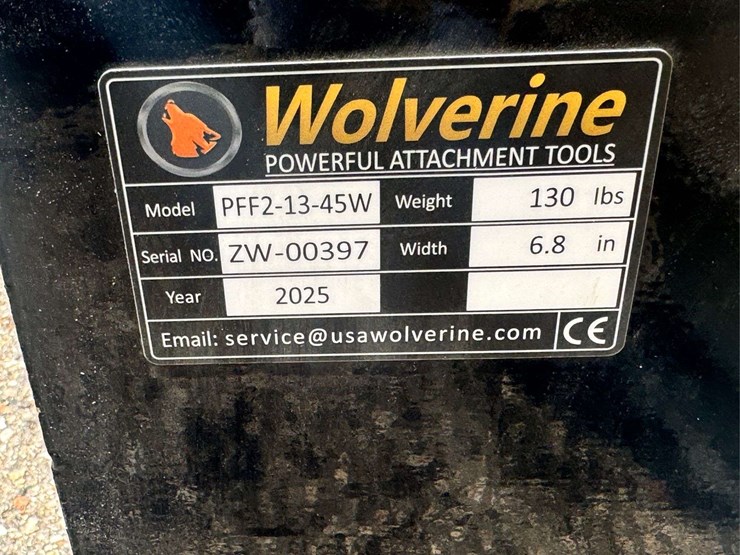 Wolverine
POWERFUL ATTACHMENT TOOLS
Model PFF2-13-45W Weight 130 lbs
Serial NO. ZW-00397 Width 6.8 in
Year 2025
Email: service@usawolverine.com CE